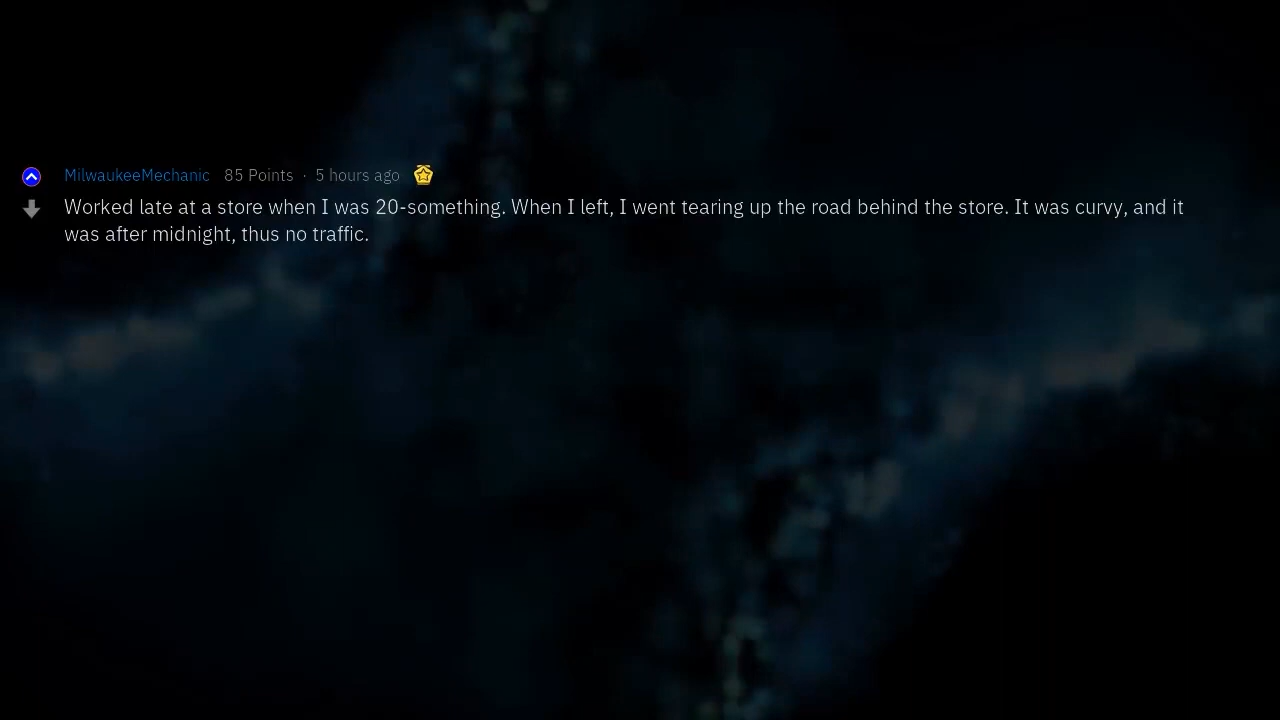 MilwaukeeMechanic 85 Points · 5 hours ago
Worked late at a store when I was 20-something. When I left, I went tearing up the road behind the store. It was curvy, and it
was after midnight, thus no traffic.